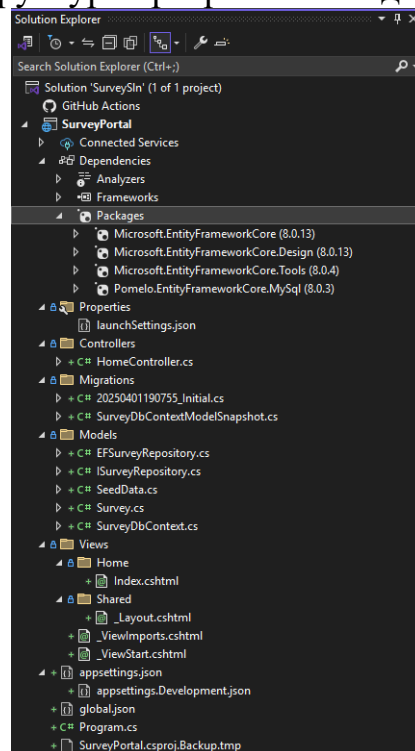 Solution Explorer
Search Solution Explorer (Ctrl+;)
Solution 'SurveySln' (1 of 1 project)
GitHub Actions
SurveyPortal
Connected Services
Dependencies
Analyzers
Frameworks
Packages
Microsoft.EntityFrameworkCore (8.0.13)
Microsoft.EntityFrameworkCore.Design (8.0.13)
Microsoft.EntityFrameworkCore.Tools (8.0.4)
Pomelo.EntityFrameworkCore.MySql (8.0.3)
Properties
launchSettings.json
Controllers
+ C# HomeController.cs
Migrations
+ C# 20250401190755_Initial.cs
+ C# SurveyDbContextModelSnapshot.cs
Models
+ C# EFSurveyRepository.cs
+ C# ISurveyRepository.cs
+ C# SeedData.cs
+ C# Survey.cs
+ C# SurveyDbContext.cs
Views
Home
+ Index.cshtml
Shared
+ _Layout.cshtml
+ _ViewImports.cshtml
+ _ViewStart.cshtml
+ appsettings.json
+ appsettings.Development.json
+ global.json
+ C# Program.cs
+ SurveyPortal.csproj.Backup.tmp